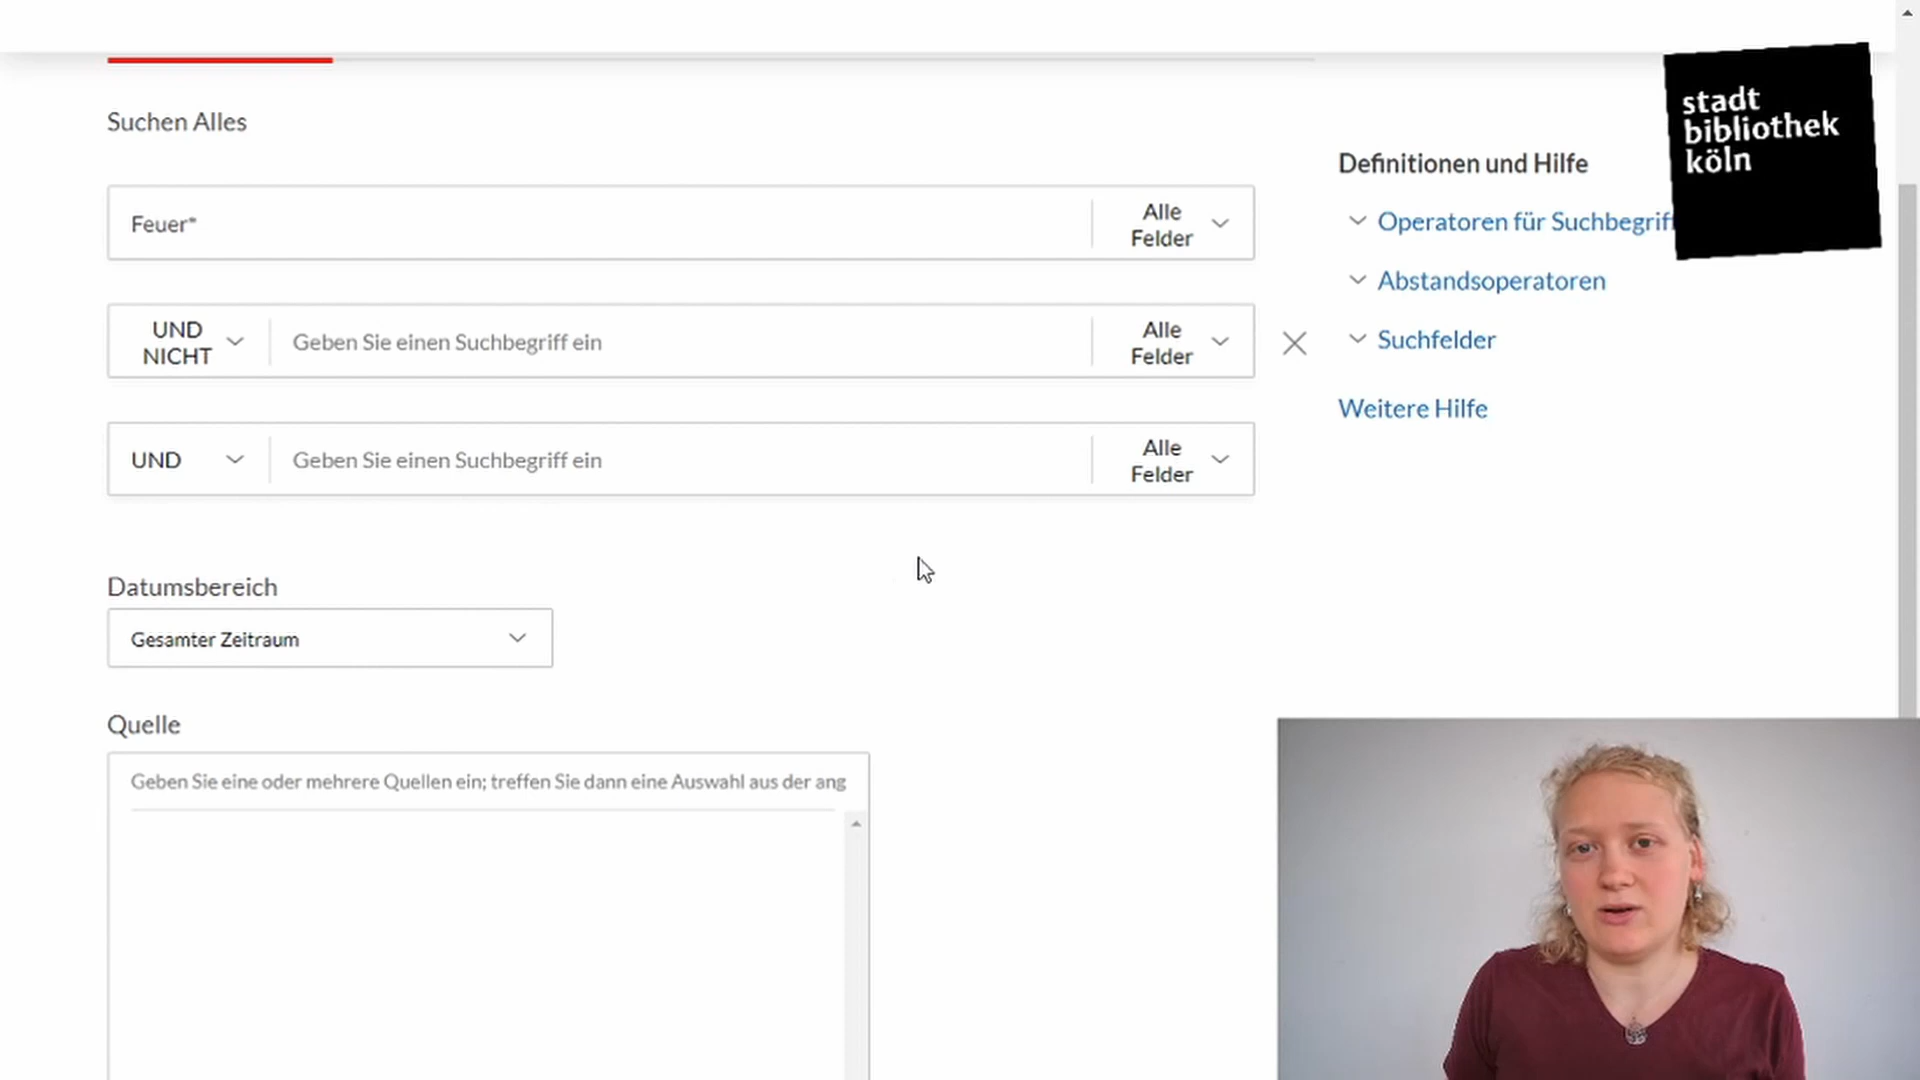 Suchen Alles
Feuer*
Alle
Felder
UND
NICHT
Geben Sie einen Suchbegriff ein
Alle
Felder
UND
Geben Sie einen Suchbegriff ein
Alle
Felder
Datumsbereich
Gesamter Zeitraum
Quelle
Geben Sie eine oder mehrere Quellen ein; treffen Sie dann eine Auswahl aus der ang
Definitionen und Hilfe
Operatoren für Suchbegriff
Abstandsoperatoren
Suchfelder
Weitere Hilfe
stadt
bibliothek
köln